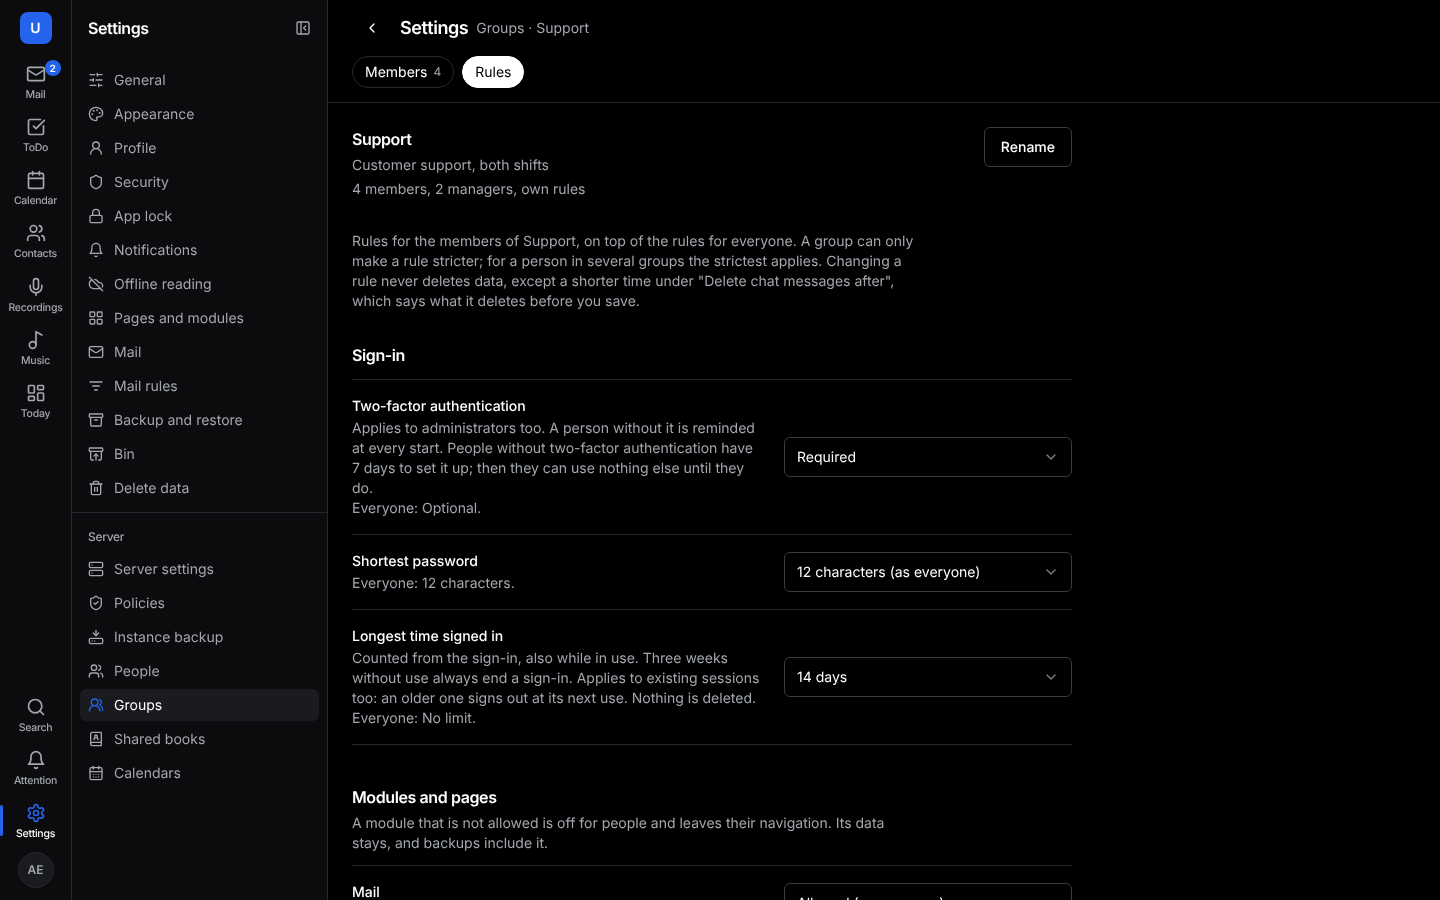 U
Mail
2
ToDo
Calendar
Contacts
Recordings
Music
Today
Search
Attention
Settings
AE
Settings
General
Appearance
Profile
Security
App lock
Notifications
Offline reading
Pages and modules
Mail
Mail rules
Backup and restore
Bin
Delete data
Server
Server settings
Policies
Instance backup
People
Groups
Shared books
Calendars
Settings Groups · Support
Members 4
Rules
Support
Customer support, both shifts
4 members, 2 managers, own rules
Rename
Rules for the members of Support, on top of the rules for everyone. A group can only
make a rule stricter; for a person in several groups the strictest applies. Changing a
rule never deletes data, except a shorter time under "Delete chat messages after",
which says what it deletes before you save.
Sign-in
Two-factor authentication
Applies to administrators too. A person without it is reminded
at every start. People without two-factor authentication have
7 days to set it up; then they can use nothing else until they
do.
Everyone: Optional.
Required
Shortest password
Everyone: 12 characters.
12 characters (as everyone)
Longest time signed in
Counted from the sign-in, also while in use. Three weeks
without use always end a sign-in. Applies to existing sessions
too: an older one signs out at its next use. Nothing is deleted.
Everyone: No limit.
14 days
Modules and pages
A module that is not allowed is off for people and leaves their navigation. Its data
stays, and backups include it.
Mail